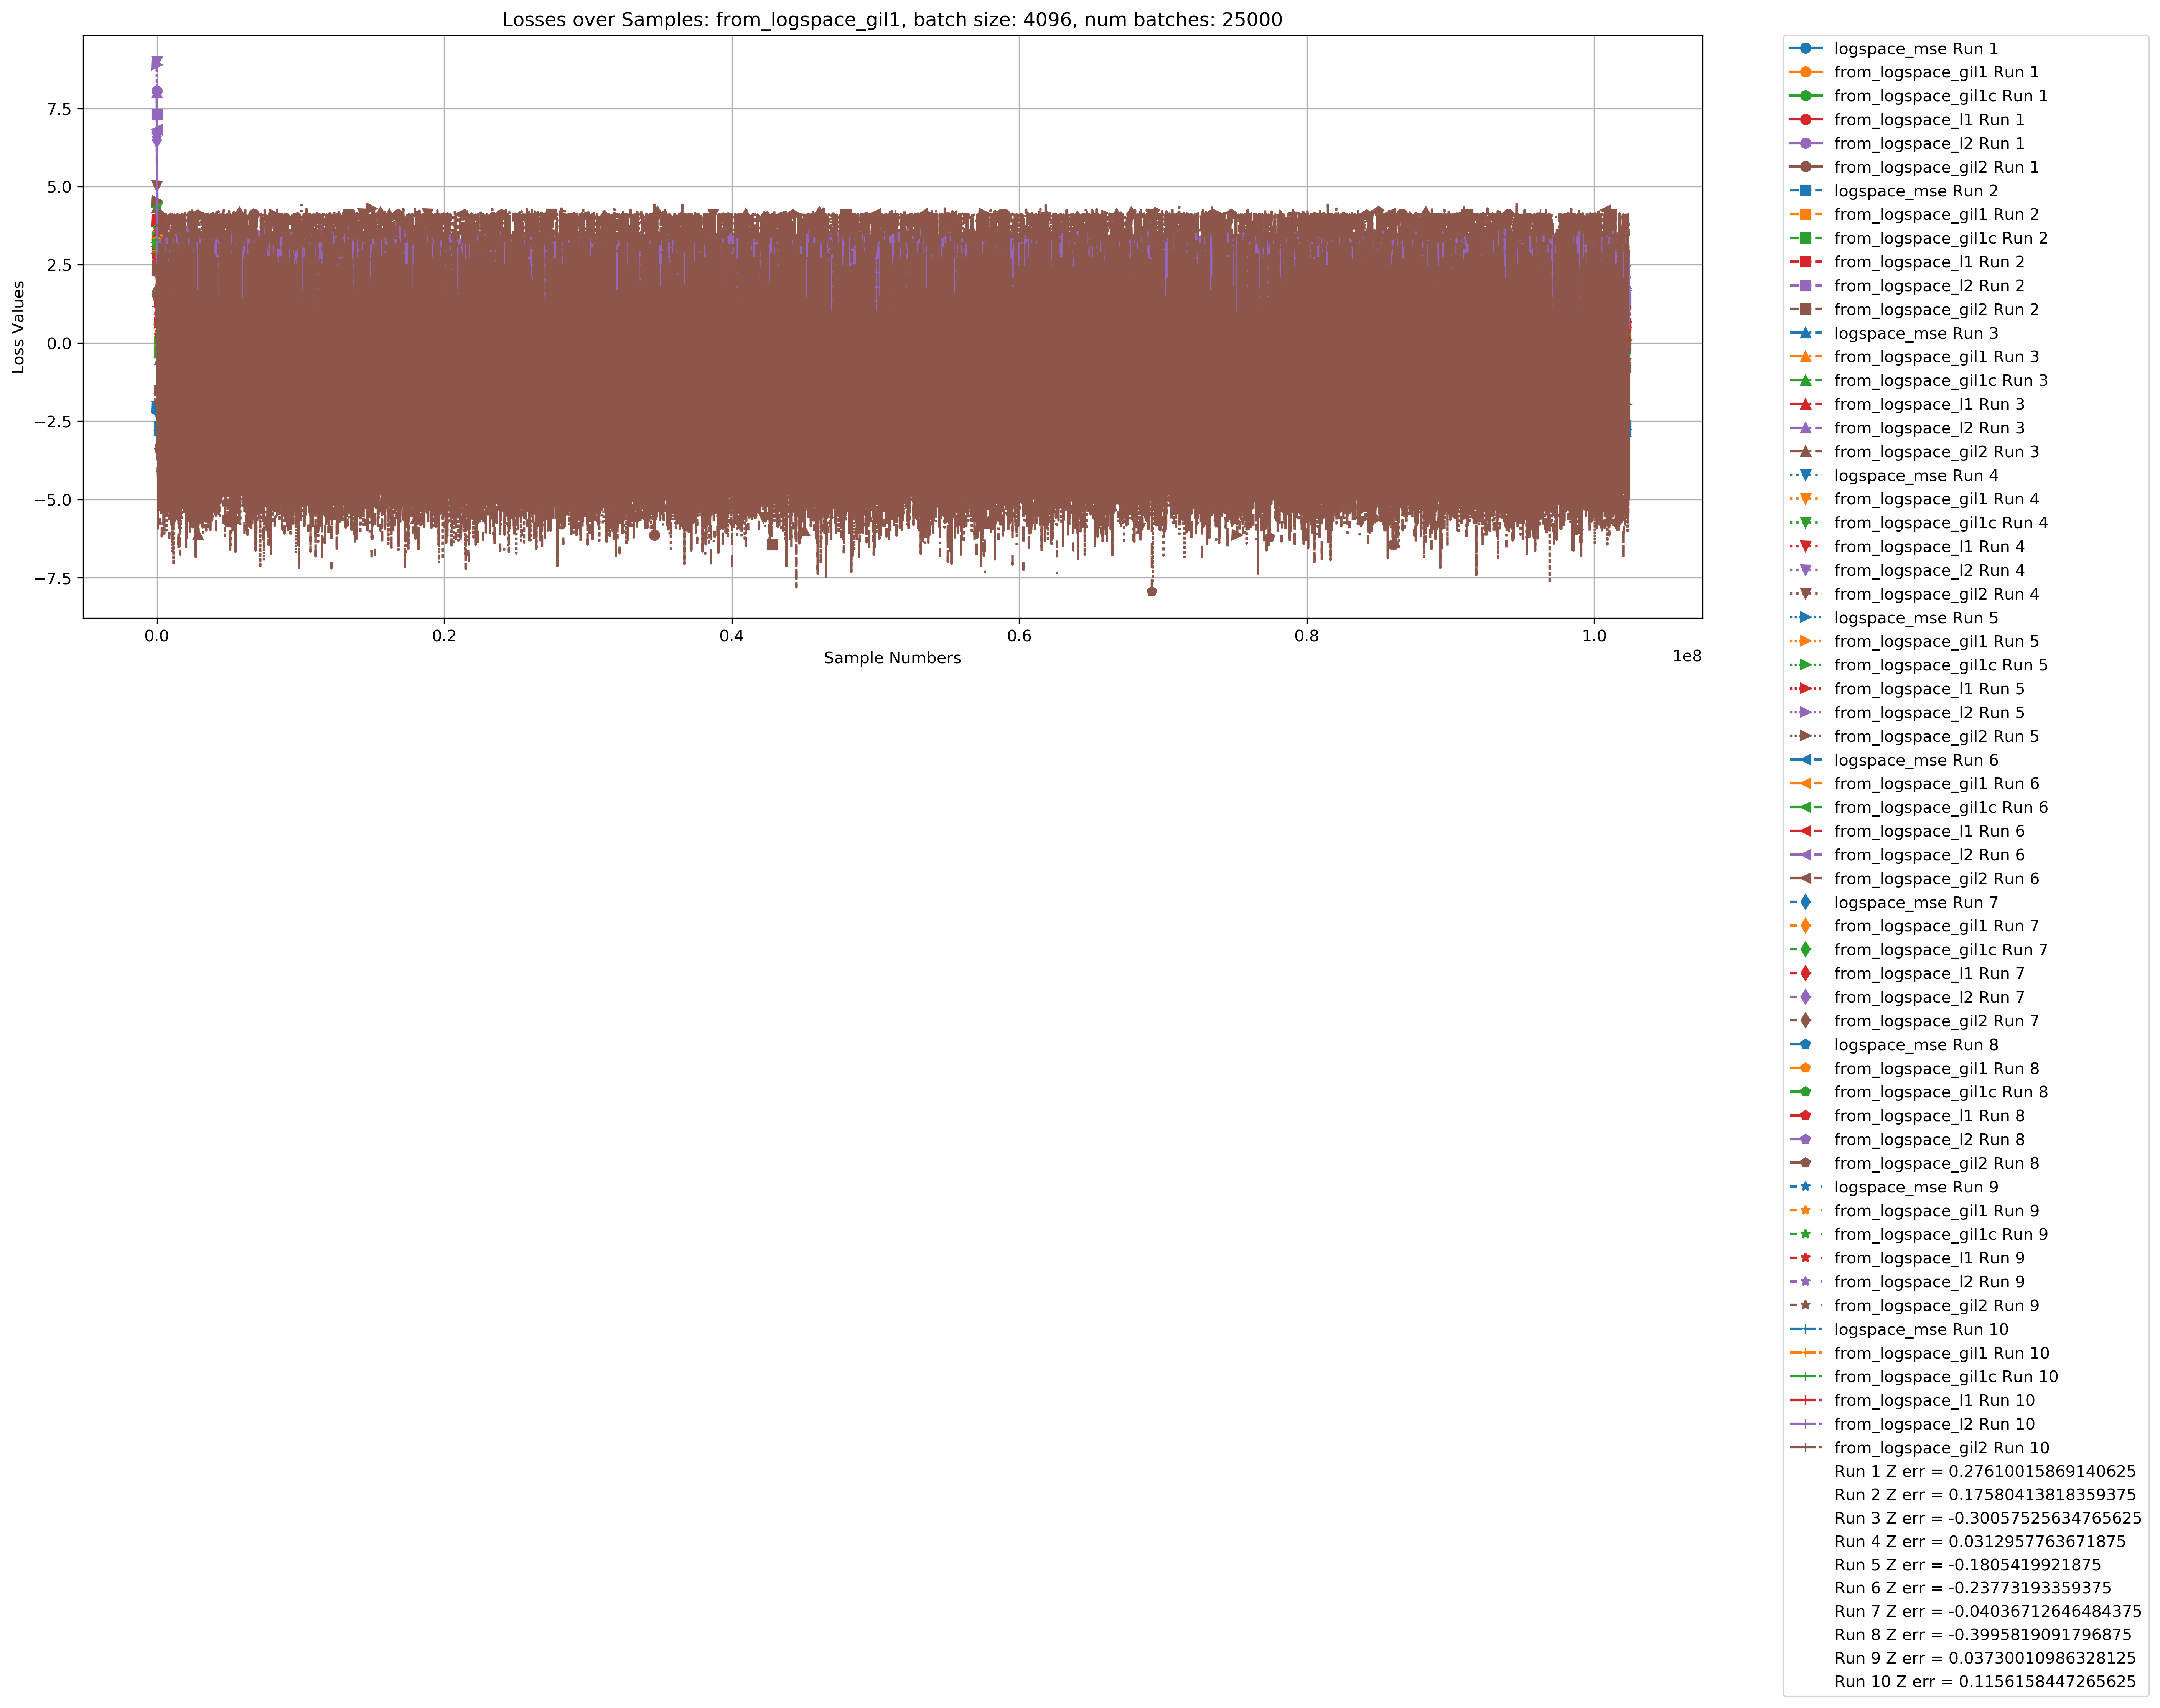 Losses over Samples: from_logspace_gil1, batch size: 4096, num batches: 25000
Loss Values
7.5
5.0
2.5
0.0
−2.5
−5.0
−7.5
0.0
0.2
0.4
0.6
0.8
1.0
1e8
Sample Numbers
logspace_mse Run 1
from_logspace_gil1 Run 1
from_logspace_gil1c Run 1
from_logspace_l1 Run 1
from_logspace_l2 Run 1
from_logspace_gil2 Run 1
logspace_mse Run 2
from_logspace_gil1 Run 2
from_logspace_gil1c Run 2
from_logspace_l1 Run 2
from_logspace_l2 Run 2
from_logspace_gil2 Run 2
logspace_mse Run 3
from_logspace_gil1 Run 3
from_logspace_gil1c Run 3
from_logspace_l1 Run 3
from_logspace_l2 Run 3
from_logspace_gil2 Run 3
logspace_mse Run 4
from_logspace_gil1 Run 4
from_logspace_gil1c Run 4
from_logspace_l1 Run 4
from_logspace_l2 Run 4
from_logspace_gil2 Run 4
logspace_mse Run 5
from_logspace_gil1 Run 5
from_logspace_gil1c Run 5
from_logspace_l1 Run 5
from_logspace_l2 Run 5
from_logspace_gil2 Run 5
logspace_mse Run 6
from_logspace_gil1 Run 6
from_logspace_gil1c Run 6
from_logspace_l1 Run 6
from_logspace_l2 Run 6
from_logspace_gil2 Run 6
logspace_mse Run 7
from_logspace_gil1 Run 7
from_logspace_gil1c Run 7
from_logspace_l1 Run 7
from_logspace_l2 Run 7
from_logspace_gil2 Run 7
logspace_mse Run 8
from_logspace_gil1 Run 8
from_logspace_gil1c Run 8
from_logspace_l1 Run 8
from_logspace_l2 Run 8
from_logspace_gil2 Run 8
logspace_mse Run 9
from_logspace_gil1 Run 9
from_logspace_gil1c Run 9
from_logspace_l1 Run 9
from_logspace_l2 Run 9
from_logspace_gil2 Run 9
logspace_mse Run 10
from_logspace_gil1 Run 10
from_logspace_gil1c Run 10
from_logspace_l1 Run 10
from_logspace_l2 Run 10
from_logspace_gil2 Run 10
Run 1 Z err = 0.27610015869140625
Run 2 Z err = 0.17580413818359375
Run 3 Z err = -0.30057525634765625
Run 4 Z err = 0.0312957763671875
Run 5 Z err = -0.1805419921875
Run 6 Z err = -0.23773193359375
Run 7 Z err = -0.04036712646484375
Run 8 Z err = -0.3995819091796875
Run 9 Z err = 0.03730010986328125
Run 10 Z err = 0.1156158447265625